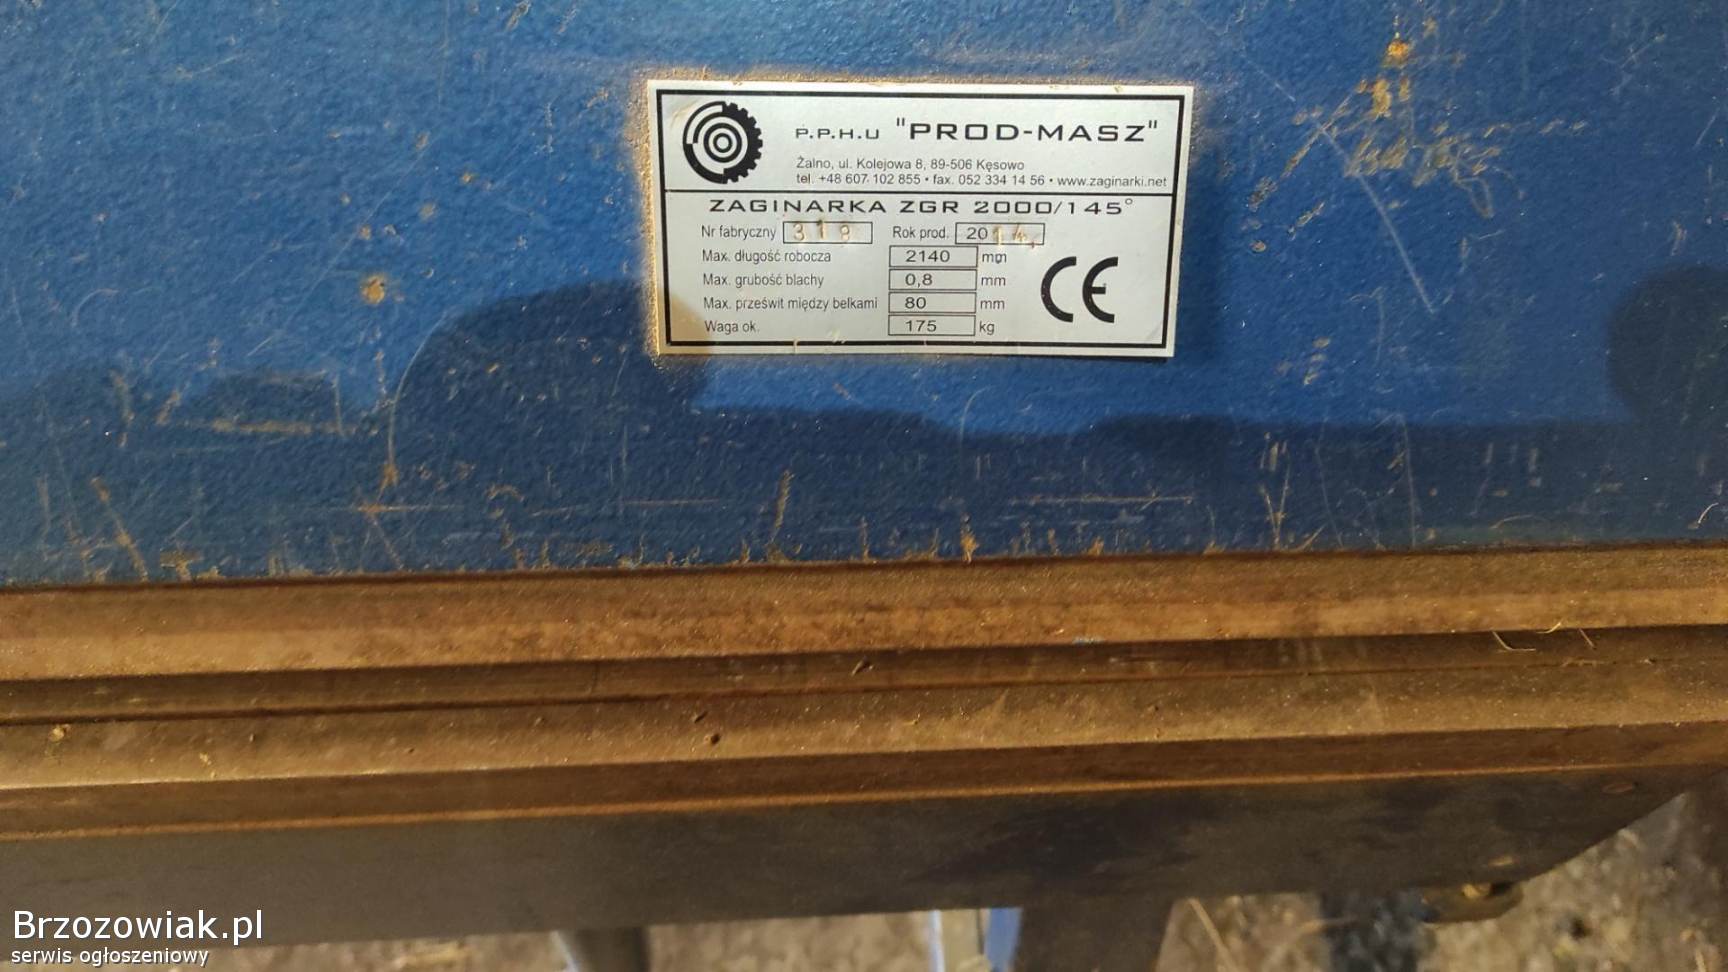 P.P.H.U "PROD-MASZ"
Żalno, ul. Kolejowa 8, 89-506 Kęsowo
tel. +48 607 102 855 • fax. 052 334 14 56 • www.zaginarki.net
ZAGINARKA ZGR 2000/145°
Nr fabryczny 318 Rok prod. 2014
Max. długość robocza 2140 mm
Max. grubość blachy 0,8 mm
Max. prześwit między belkami 80 mm
Waga ok. 175 kg
CE
Brzozowiak.pl
serwis ogłoszeniowy